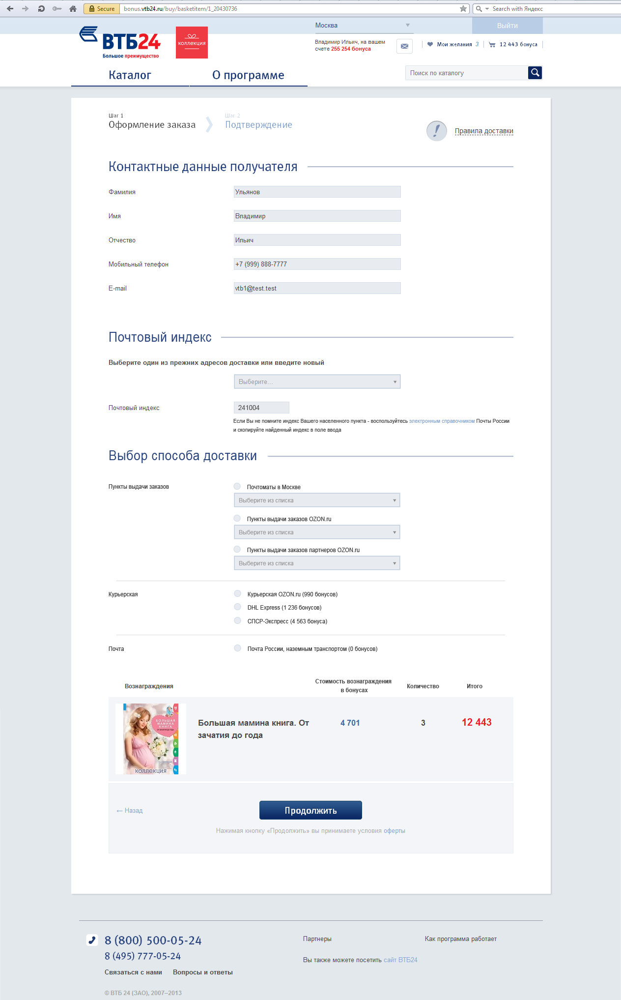 Secure
bonus.vtb24.ru/buy/basketitem/1_20430736
Search with Яндекс
Москва
Выйти
ВТБ24
Большое преимущество
коллекция
Владимир Ильич, на вашем
счете 255 254 бонуса
Мои желания 3
12 443 бонуса
Каталог
О программе
Поиск по каталогу
Шаг 1
Оформление заказа
Шаг 2
Подтверждение
Правила доставки
Контактные данные получателя
Фамилия
Ульянов
Имя
Владимир
Отчество
Ильич
Мобильный телефон
+7 (999) 888-7777
E-mail
vtb1@test.test
Почтовый индекс
Выберите один из прежних адресов доставки или введите новый
Выберите...
Почтовый индекс
241004
Если Вы не помните индекс Вашего населенного пункта - воспользуйтесь электронным справочником Почты России
и скопируйте найденный индекс в поле ввода
Выбор способа доставки
Пункты выдачи заказов
Почтоматы в Москве
Выберите из списка
Пункты выдачи заказов OZON.ru
Выберите из списка
Пункты выдачи заказов партнеров OZON.ru
Выберите из списка
Курьерская
Курьерская OZON.ru (990 бонусов)
DHL Express (1 236 бонусов)
СПСР-Экспресс (4 563 бонуса)
Почта
Почта России, наземным транспортом (0 бонусов)
Вознаграждения
Стоимость вознаграждения
в бонусах
Количество
Итого
БОЛЬШАЯ
МАМИНА
КНИГА
ОТ ЗАЧАТИЯ ДО ГОДА
коллекция
Большая мамина книга. От
зачатия до года
4 701
3
12 443
← Назад
Продолжить
Нажимая кнопку «Продолжить» вы принимаете условия оферты
8 (800) 500-05-24
8 (495) 777-05-24
Связаться с нами
Вопросы и ответы
Партнеры
Как программа работает
Вы также можете посетить сайт ВТБ24
© ВТБ 24 (ЗАО), 2007–2013